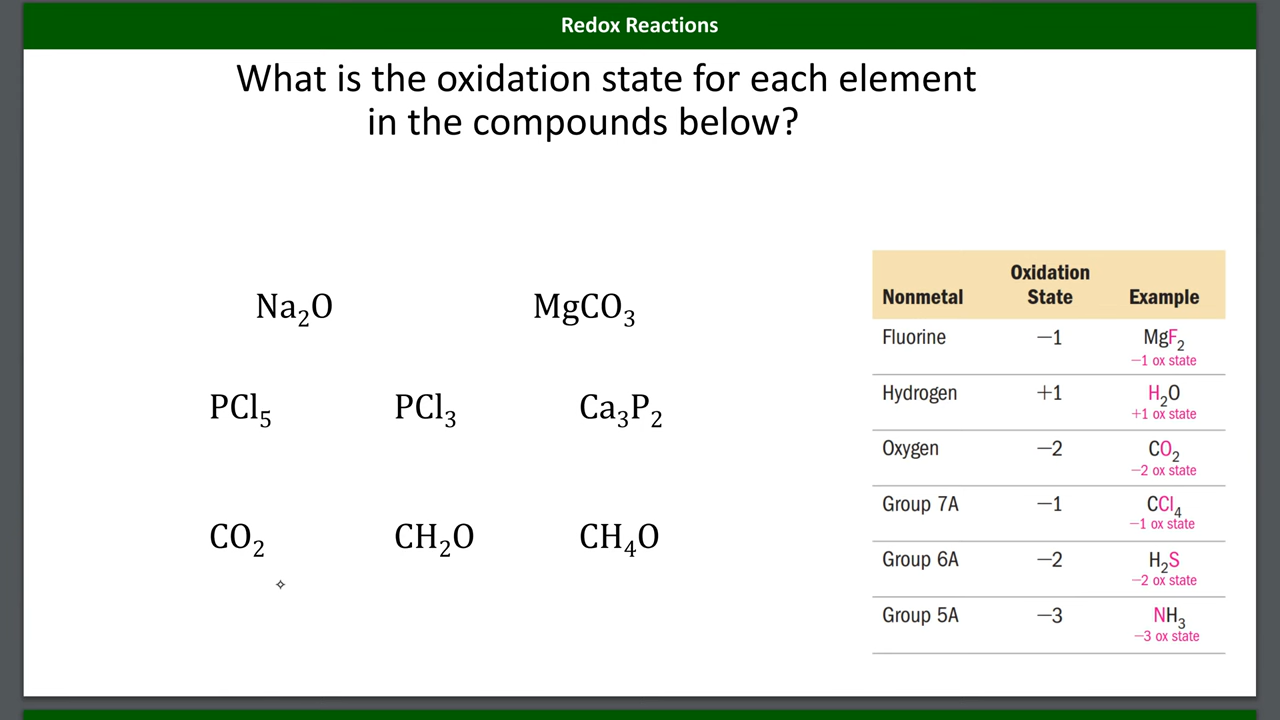 Redox Reactions
What is the oxidation state for each element
in the compounds below?
Na₂O MgCO₃
PCl₅ PCl₃ Ca₃P₂
CO₂ CH₂O CH₄O
Oxidation
Nonmetal State Example
Fluorine −1 MgF₂
−1 ox state
Hydrogen +1 H₂O
+1 ox state
Oxygen −2 CO₂
−2 ox state
Group 7A −1 CCl₄
−1 ox state
Group 6A −2 H₂S
−2 ox state
Group 5A −3 NH₃
−3 ox state